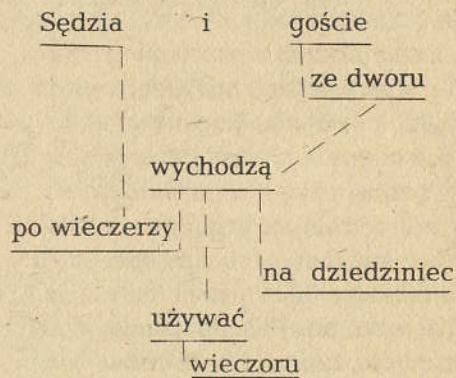 Sędzia i goście
ze dworu
wychodzą
po wieczerzy
na dziedziniec
używać
wieczoru